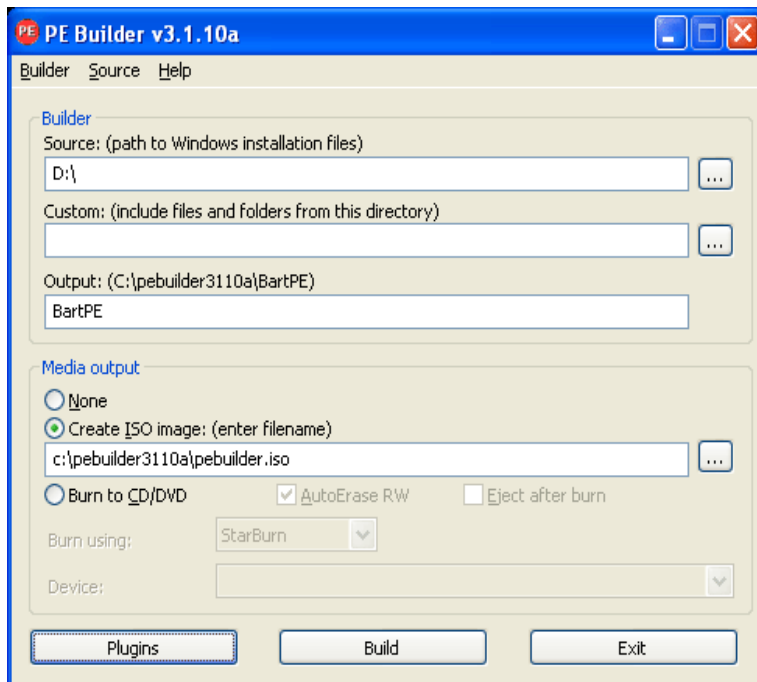 PE PE Builder v3.1.10a
Builder Source Help
Builder
Source: (path to Windows installation files)
D:\
...
Custom: (include files and folders from this directory)
...
Output: (C:\pebuilder3110a\BartPE)
BartPE
Media output
None
Create ISO image: (enter filename)
c:\pebuilder3110a\pebuilder.iso
...
Burn to CD/DVD AutoErase RW Eject after burn
Burn using: StarBurn
Device:
Plugins Build Exit